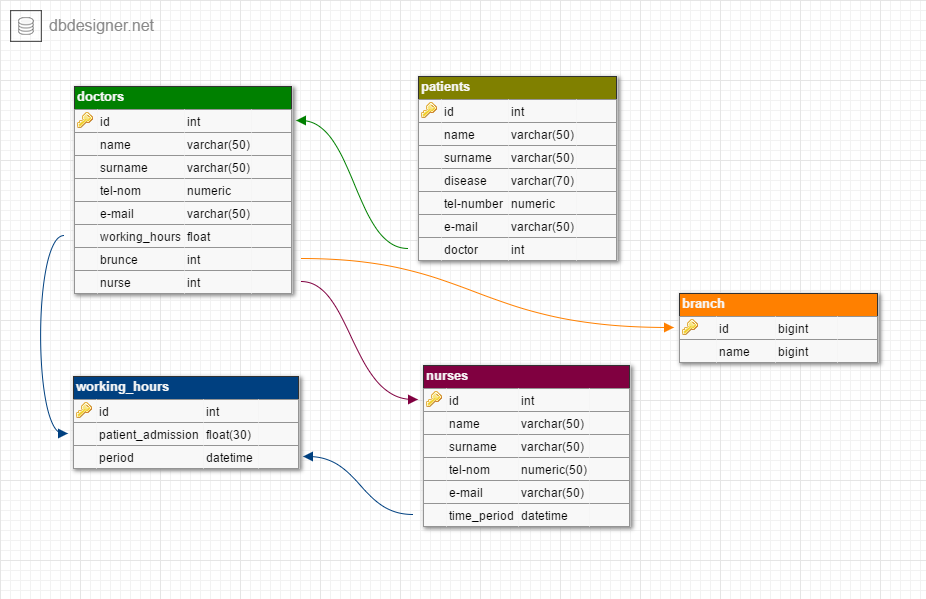 dbdesigner.net
doctors
id int
name varchar(50)
surname varchar(50)
tel-nom numeric
e-mail varchar(50)
working_hours float
brunce int
nurse int
patients
id int
name varchar(50)
surname varchar(50)
disease varchar(70)
tel-number numeric
e-mail varchar(50)
doctor int
branch
id bigint
name bigint
working_hours
id int
patient_admission float(30)
period datetime
nurses
id int
name varchar(50)
surname varchar(50)
tel-nom numeric(50)
e-mail varchar(50)
time_period datetime